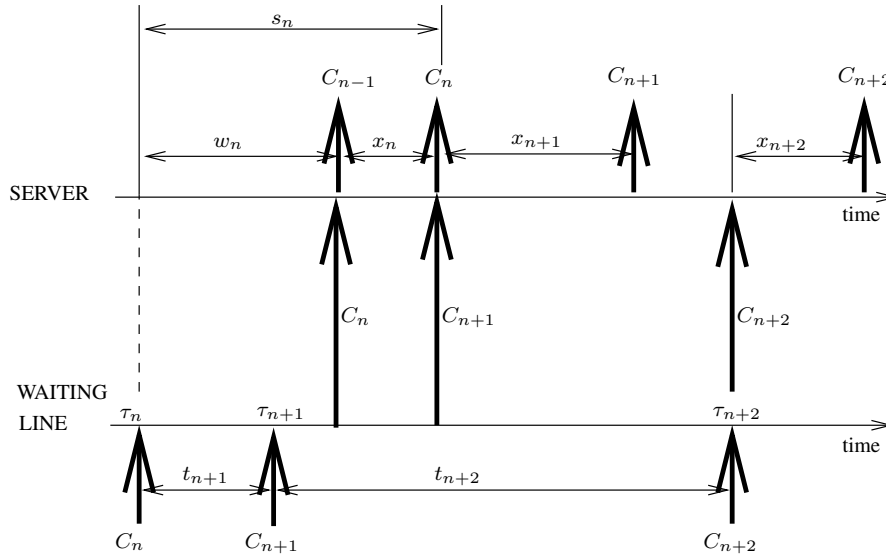 s_n
C_{n-1} C_n C_{n+1} C_{n+2}
w_n x_n x_{n+1} x_{n+2}
SERVER
time
C_n C_{n+1} C_{n+2}
WAITING
LINE
τ_n τ_{n+1} τ_{n+2}
time
t_{n+1} t_{n+2}
C_n C_{n+1} C_{n+2}